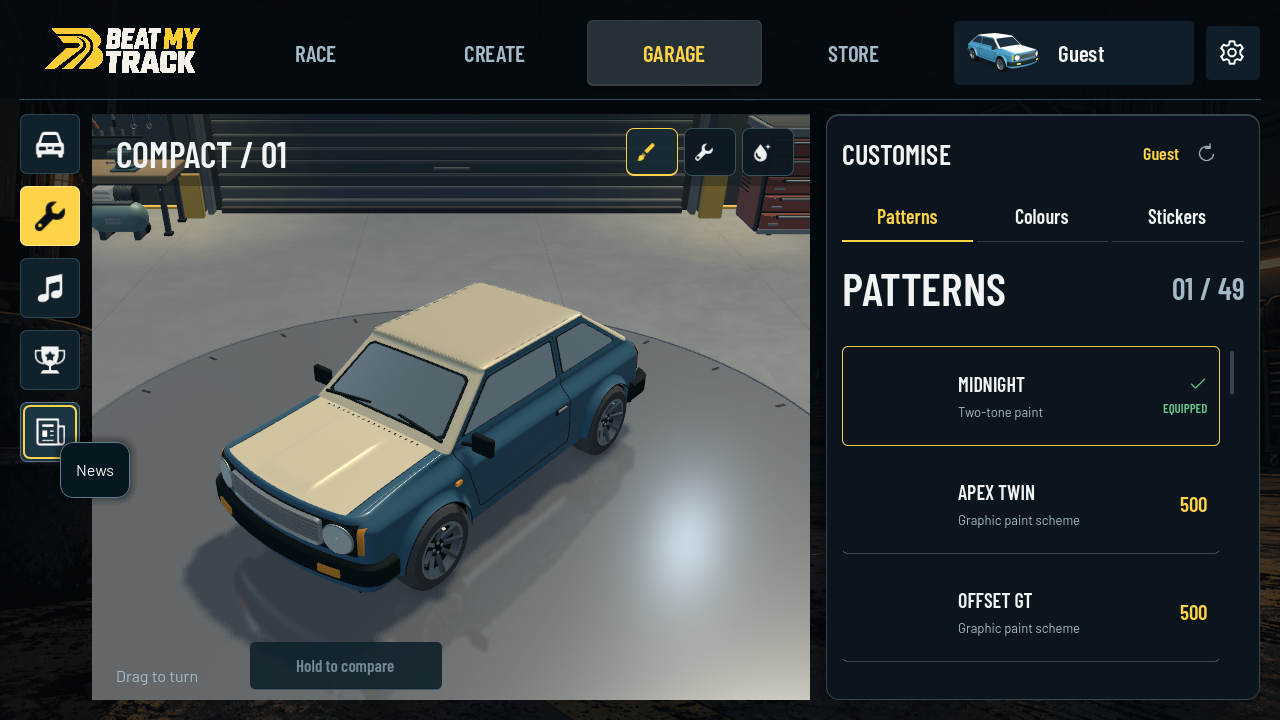 BEAT MY
TRACK
RACE
CREATE
GARAGE
STORE
Guest
COMPACT / 01
CUSTOMISE
Guest
Patterns
Colours
Stickers
PATTERNS
01 / 49
MIDNIGHT
Two-tone paint
EQUIPPED
APEX TWIN
Graphic paint scheme
500
OFFSET GT
Graphic paint scheme
500
News
Drag to turn
Hold to compare